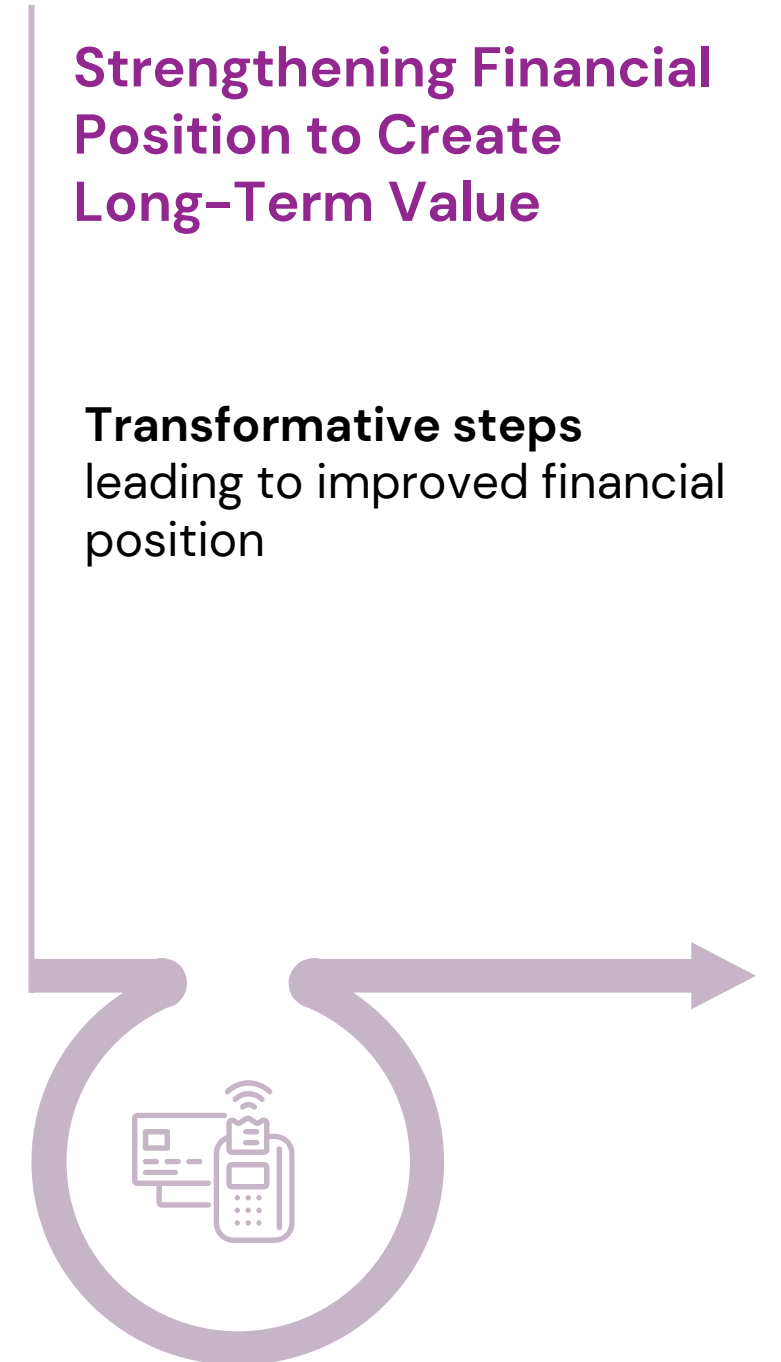 Strengthening Financial
Position to Create
Long-Term Value
Transformative steps
leading to improved financial
position